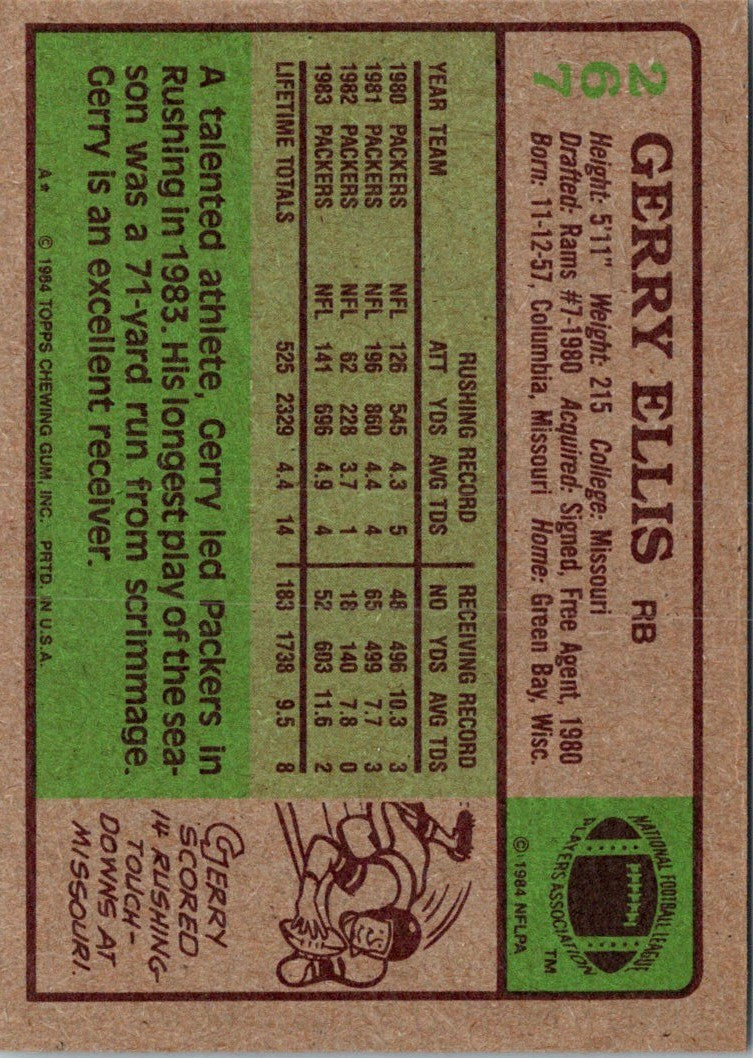 267
GERRY ELLIS RB
Height: 5'11" Weight: 215 College: Missouri
Drafted: Rams #7-1980 Acquired: Signed, Free Agent, 1980
Born: 11-12-57, Columbia, Missouri Home: Green Bay, Wisc.
NATIONAL FOOTBALL LEAGUE
PLAYERS ASSOCIATION
TM
© 1984 NFLPA
RUSHING RECORD RECEIVING RECORD
YEAR TEAM ATT YDS AVG TDS NO YDS AVG TDS
1980 PACKERS NFL 126 545 4.3 5 48 496 10.3 3
1981 PACKERS NFL 196 860 4.4 4 65 499 7.7 3
1982 PACKERS NFL 62 228 3.7 1 18 140 7.8 0
1983 PACKERS NFL 141 696 4.9 4 52 603 11.6 2
LIFETIME TOTALS 525 2329 4.4 14 183 1738 9.5 8
A talented athlete, Gerry led Packers in
Rushing in 1983. His longest play of the sea-
son was a 71-yard run from scrimmage.
Gerry is an excellent receiver.
A* © 1984 TOPPS CHEWING GUM, INC. PRTD. IN U.S.A.
GERRY
SCORED
14 RUSHING
TOUCH-
DOWNS AT
MISSOURI.